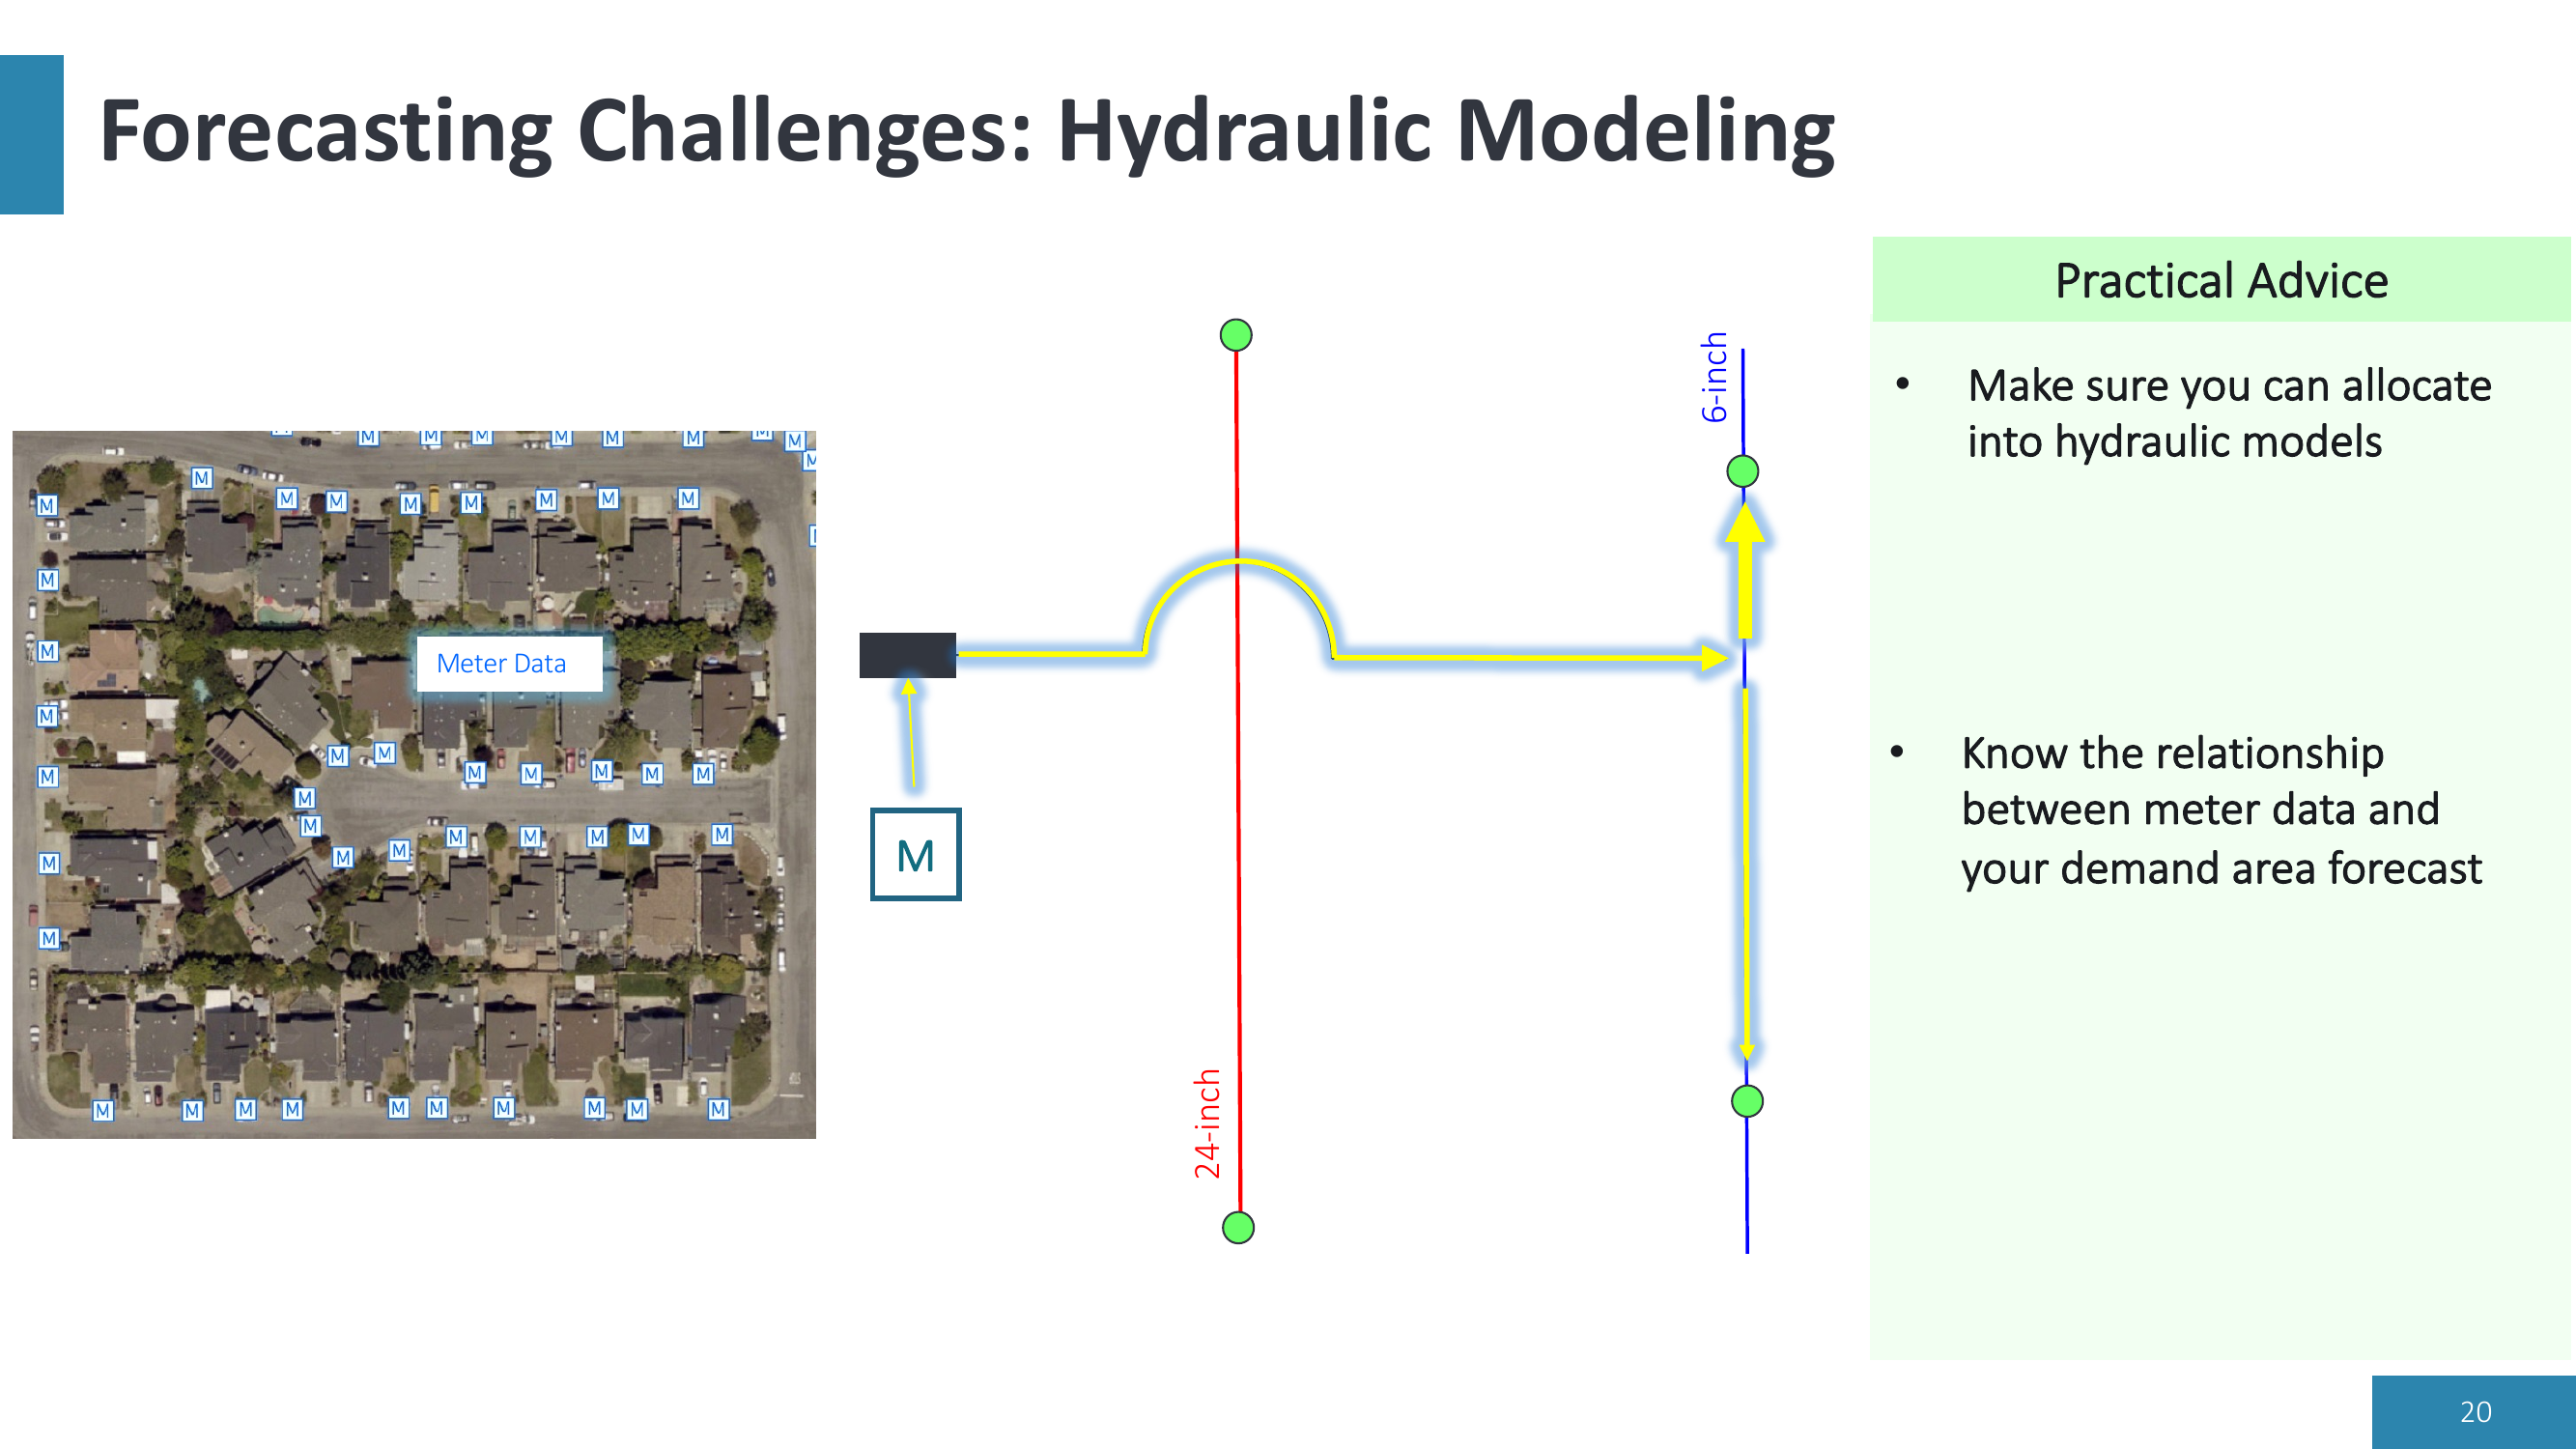 Forecasting Challenges: Hydraulic Modeling
Meter Data
M
24-inch
6-inch
Practical Advice
• Make sure you can allocate
into hydraulic models
• Know the relationship
between meter data and
your demand area forecast
20